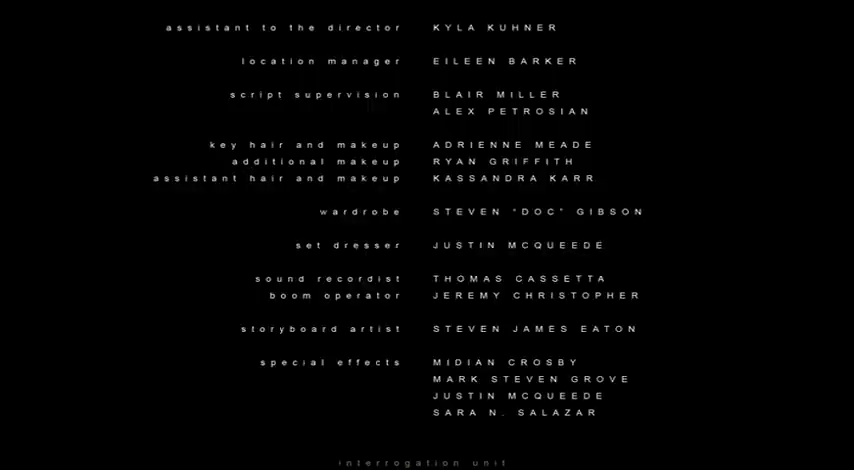 assistant to the director KYLA KUHNER
location manager EILEEN BARKER
script supervision BLAIR MILLER
ALEX PETROSIAN
key hair and makeup ADRIENNE MEADE
additional makeup RYAN GRIFFITH
assistant hair and makeup KASSANDRA KARR
wardrobe STEVEN "DOC" GIBSON
set dresser JUSTIN MCQUEEDE
sound recordist THOMAS CASSETTA
boom operator JEREMY CHRISTOPHER
storyboard artist STEVEN JAMES EATON
special effects MIDIAN CROSBY
MARK STEVEN GROVE
JUSTIN MCQUEEDE
SARA N. SALAZAR
interrogation unit